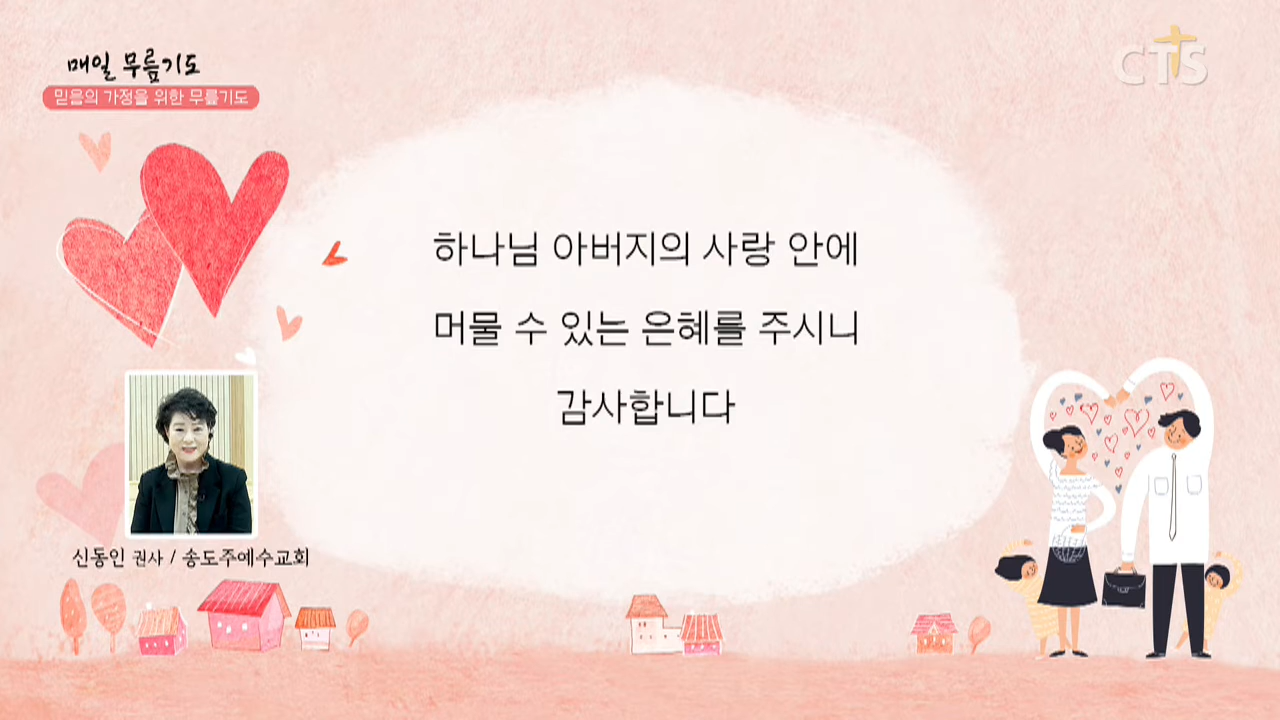 매일 무릎기도
믿음의 가정을 위한 무릎기도
CTS
하나님 아버지의 사랑 안에
머물 수 있는 은혜를 주시니
감사합니다
신동인 권사 / 송도주예수교회